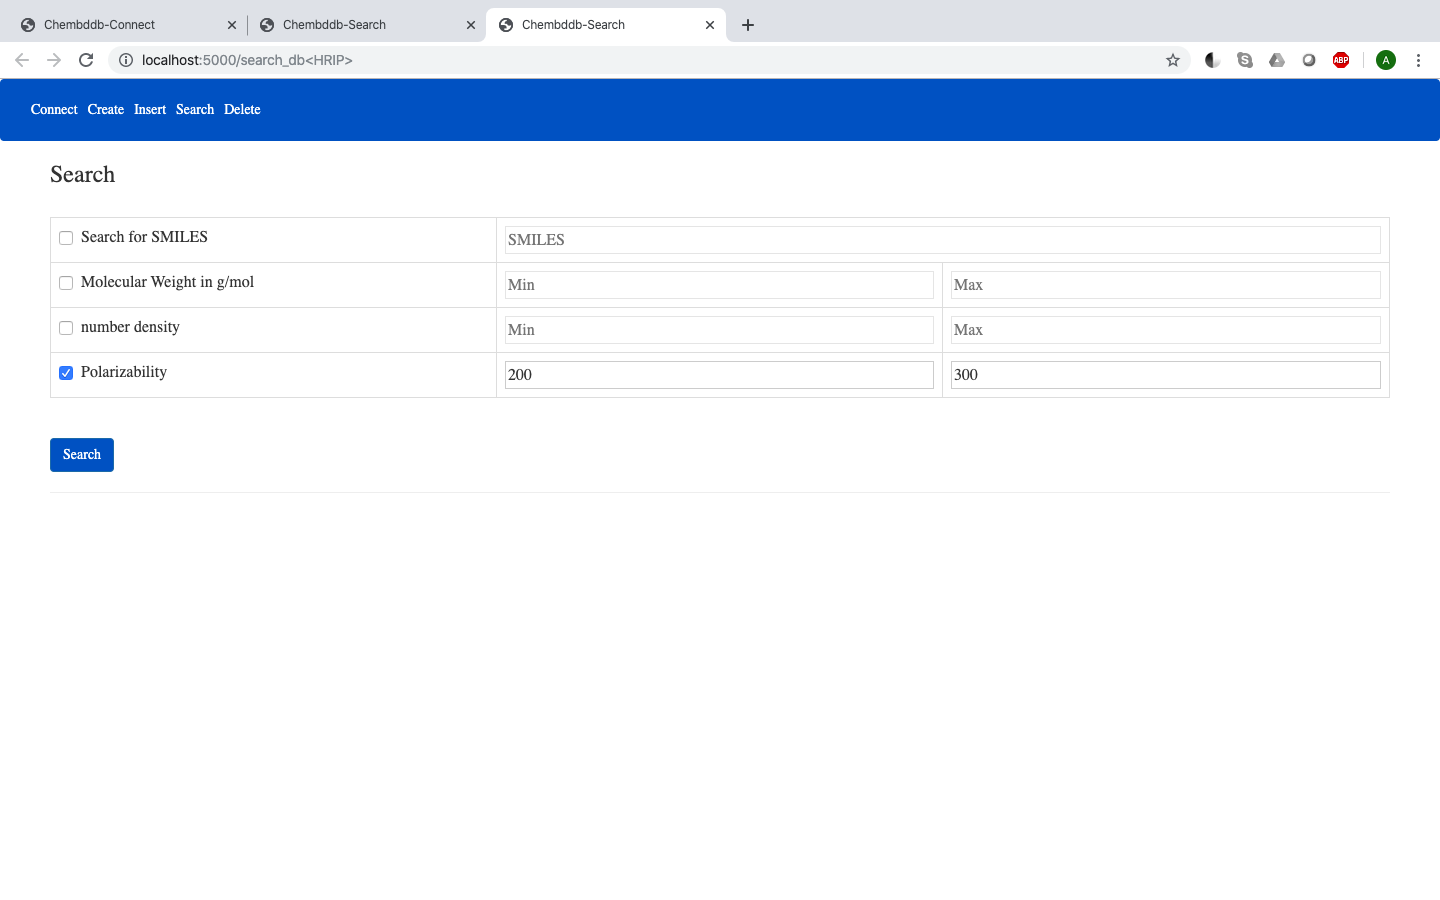 Chembddb-Connect Chembddb-Search Chembddb-Search
localhost:5000/search_db<HRIP> ABP A
Connect Create Insert Search Delete
Search
Search for SMILES SMILES
Molecular Weight in g/mol Min Max
number density Min Max
Polarizability 200 300
Search